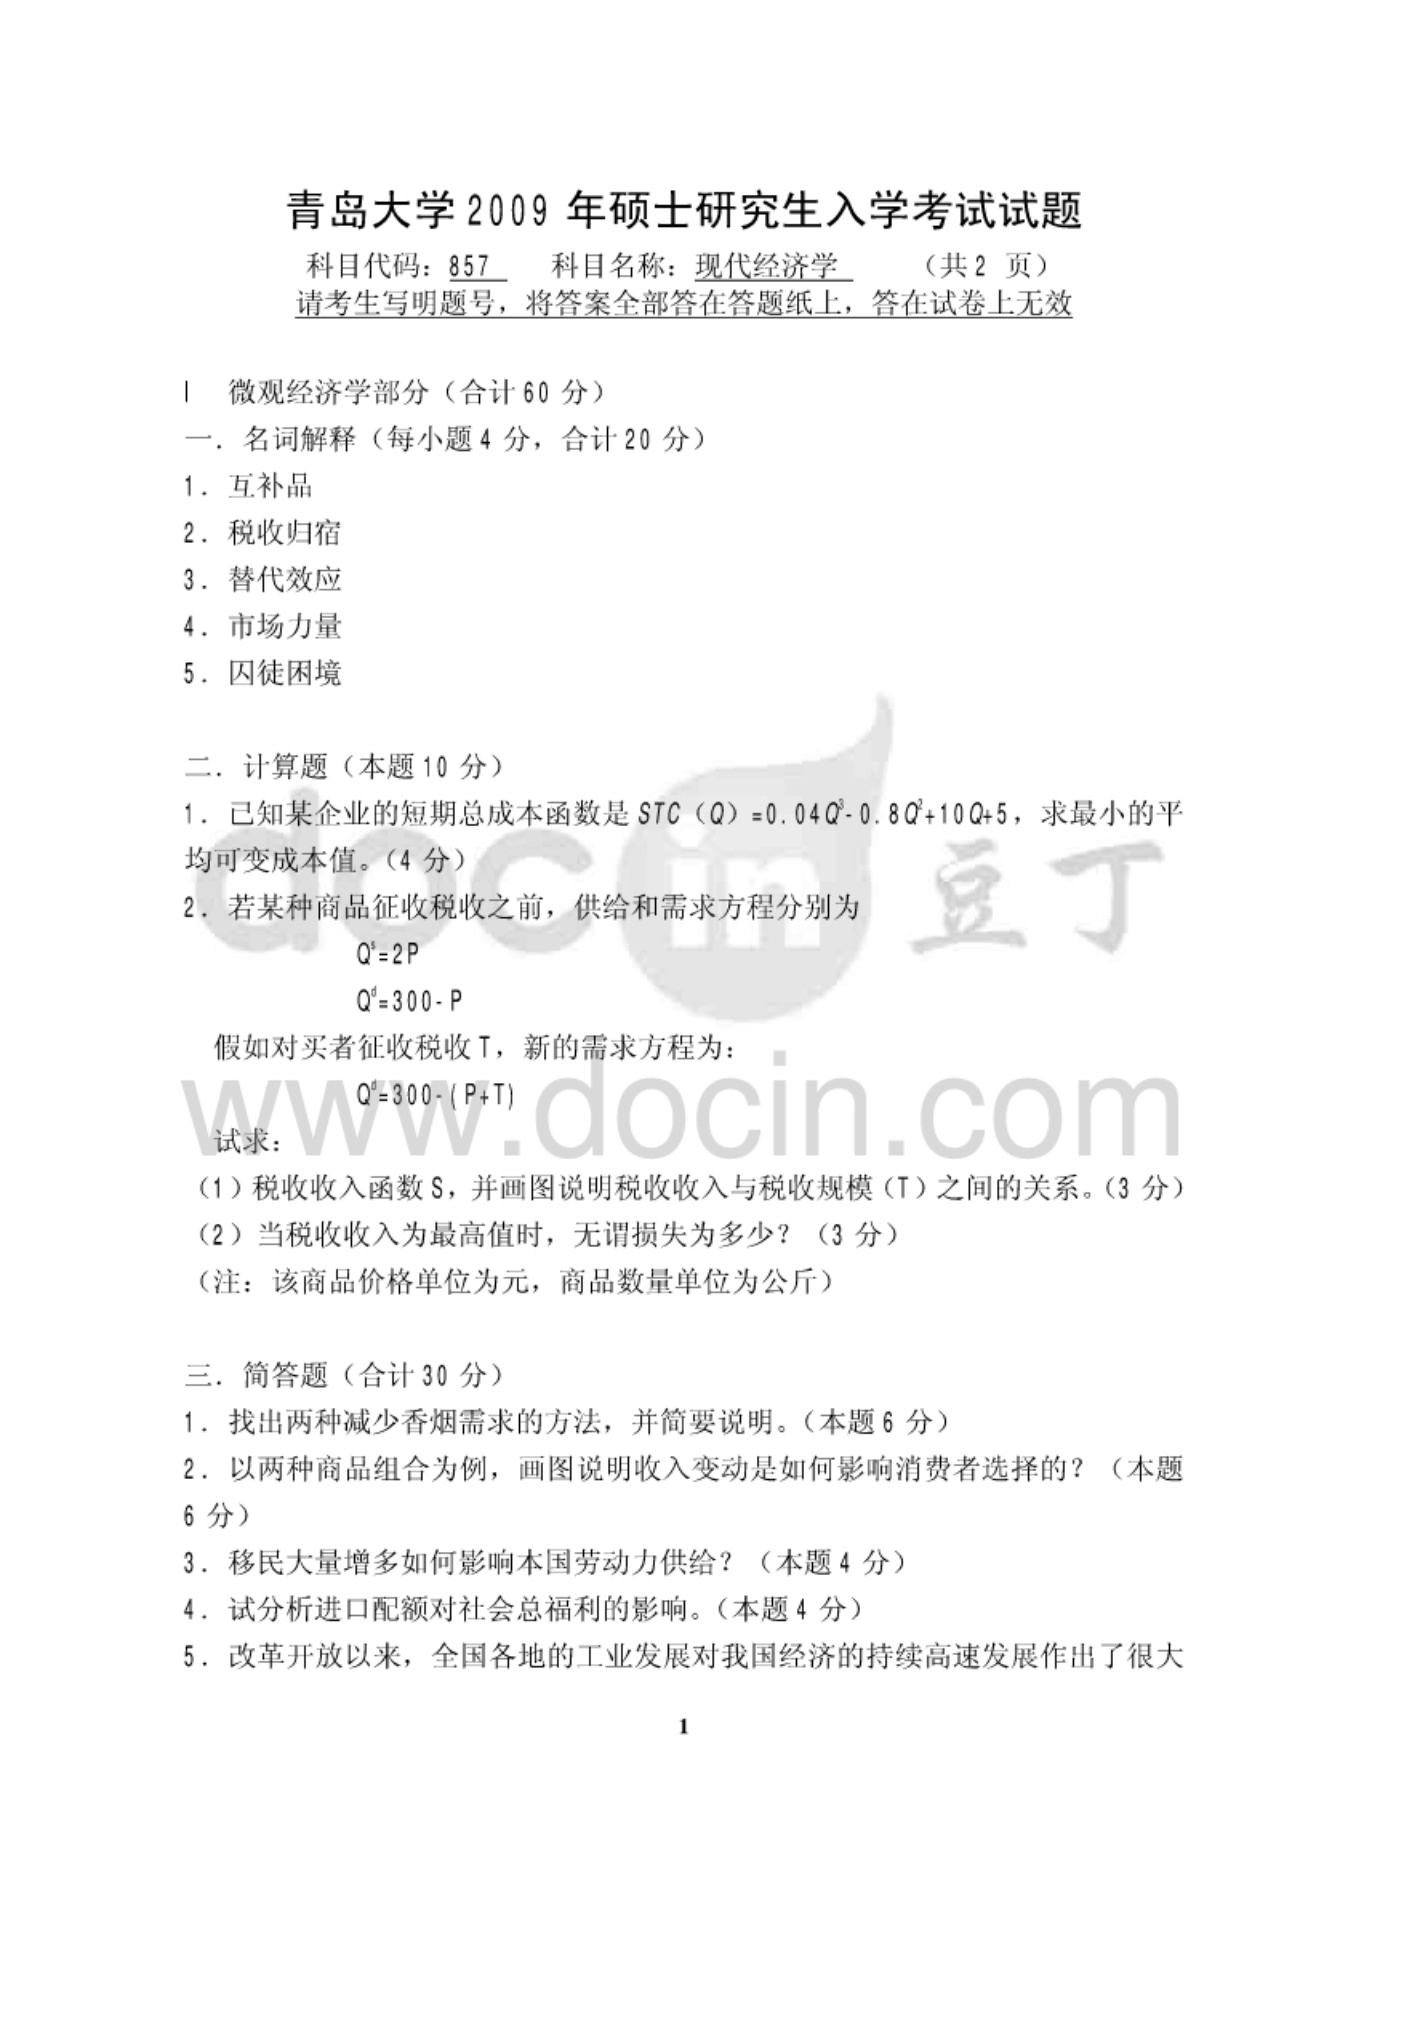 青岛大学2009 年硕士研究生入学考试试题
科目代码：857 科目名称：现代经济学 （共2 页）
请考生写明题号，将答案全部答在答题纸上，答在试卷上无效
I 微观经济学部分（合计60 分）
一．名词解释（每小题4 分，合计20 分）
1．互补品
2．税收归宿
3．替代效应
4．市场力量
5．囚徒困境
二．计算题（本题10 分）
1．已知某企业的短期总成本函数是STC（Q）=0.04Q³-0.8Q²+10Q+5，求最小的平
均可变成本值。（4 分）
2．若某种商品征收税收之前，供给和需求方程分别为
Qˢ=2P
Qᵈ=300-P
假如对买者征收税收T，新的需求方程为：
Qᵈ=300-(P+T)
试求：
（1）税收收入函数S，并画图说明税收收入与税收规模（T）之间的关系。（3 分）
（2）当税收收入为最高值时，无谓损失为多少？（3 分）
（注：该商品价格单位为元，商品数量单位为公斤）
三．简答题（合计30 分）
1．找出两种减少香烟需求的方法，并简要说明。（本题6 分）
2．以两种商品组合为例，画图说明收入变动是如何影响消费者选择的？（本题
6 分）
3．移民大量增多如何影响本国劳动力供给？（本题4 分）
4．试分析进口配额对社会总福利的影响。（本题4 分）
5．改革开放以来，全国各地的工业发展对我国经济的持续高速发展作出了很大
1
docin 豆丁
www.docin.com